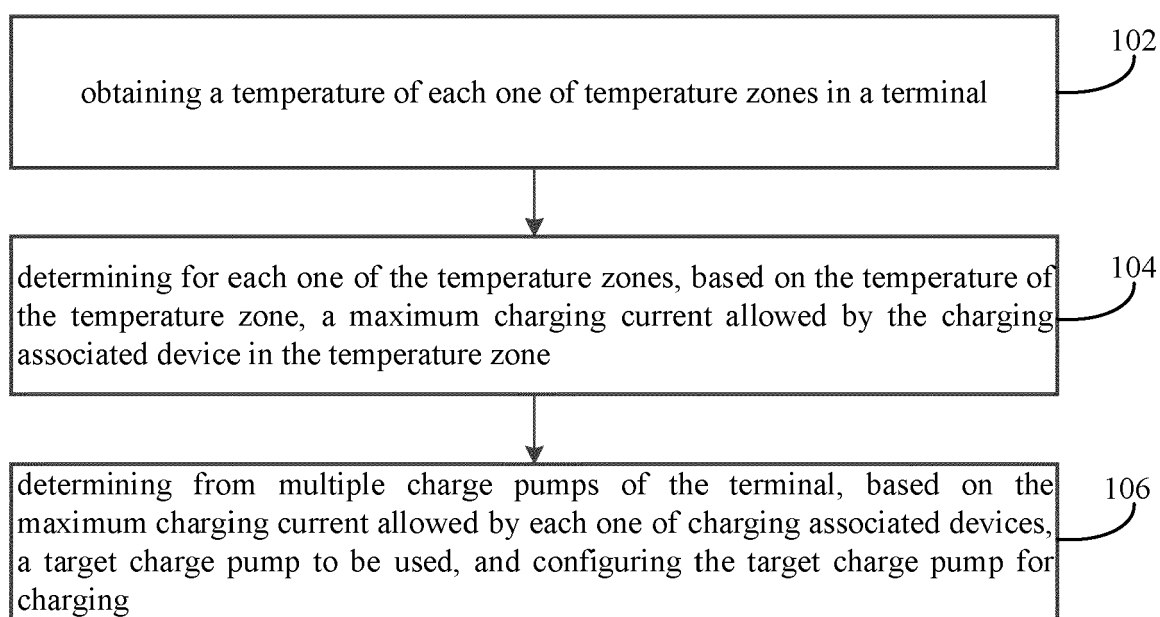 102
obtaining a temperature of each one of temperature zones in a terminal
104
determining for each one of the temperature zones, based on the temperature of
the temperature zone, a maximum charging current allowed by the charging
associated device in the temperature zone
106
determining from multiple charge pumps of the terminal, based on the
maximum charging current allowed by each one of charging associated devices,
a target charge pump to be used, and configuring the target charge pump for
charging